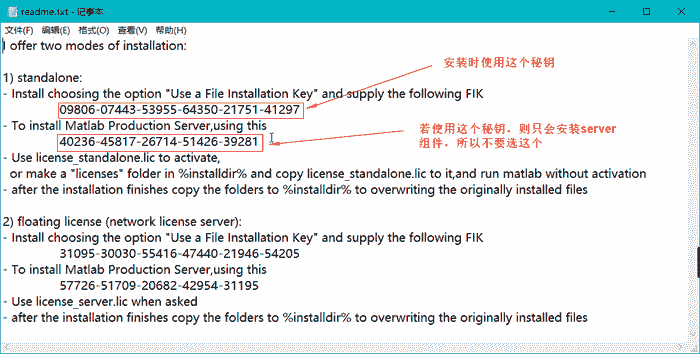 readme.txt - 记事本
文件(F) 编辑(E) 格式(O) 查看(V) 帮助(H)
I offer two modes of installation:
1) standalone:
- Install choosing the option "Use a File Installation Key" and supply the following FIK
09806-07443-53955-64350-21751-41297
安装时使用这个秘钥
- To install Matlab Production Server,using this
40236-45817-26714-51426-39281
若使用这个秘钥，则只会安装server
组件，所以不要选这个
- Use license_standalone.lic to activate,
or make a "licenses" folder in %installdir% and copy license_standalone.lic to it,and run matlab without activation
- after the installation finishes copy the folders to %installdir% to overwriting the originally installed files
2) floating license (network license server):
- Install choosing the option "Use a File Installation Key" and supply the following FIK
31095-30030-55416-47440-21946-54205
- To install Matlab Production Server,using this
57726-51709-20682-42954-31195
- Use license_server.lic when asked
- after the installation finishes copy the folders to %installdir% to overwriting the originally installed files